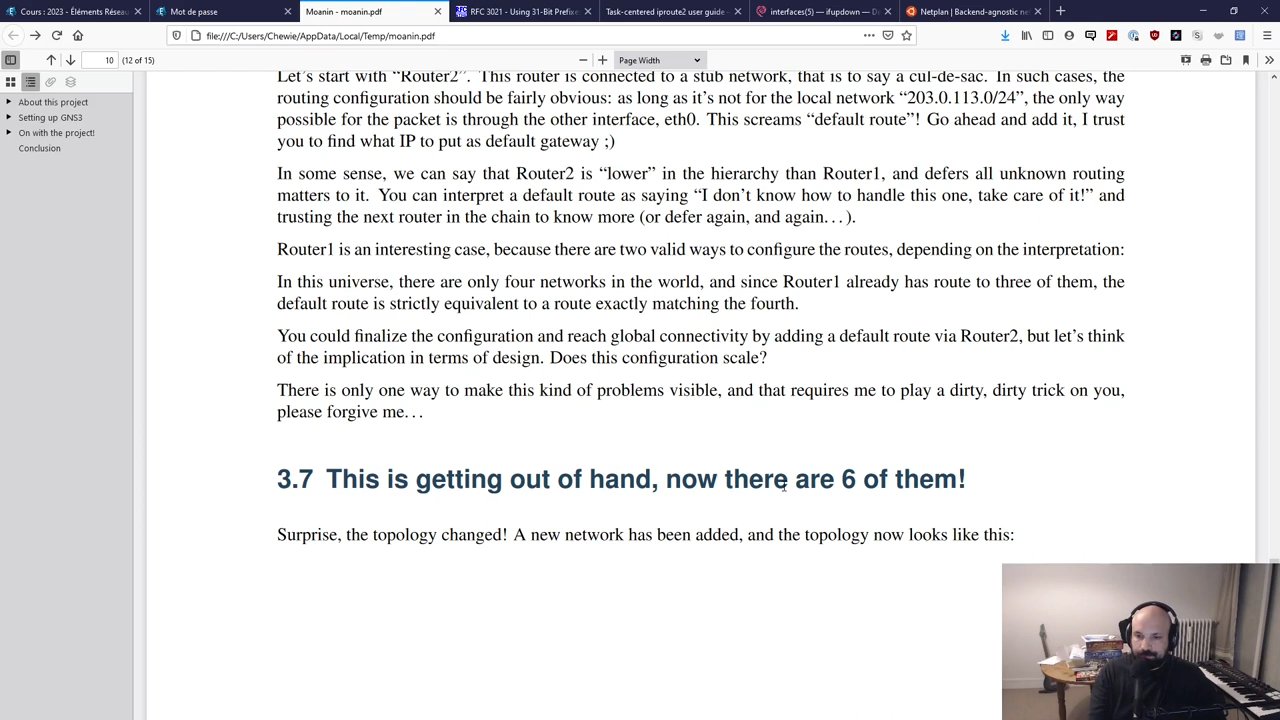 Cours : 2023 - Éléments Réseau
Mot de passe
Moanin - moanin.pdf
RFC 3021 - Using 31-Bit Prefixe
Task-centered iproute2 user guide
interfaces(5) — ifupdown — De
Netplan | Backend-agnostic ne
file:///C:/Users/Chewie/AppData/Local/Temp/moanin.pdf
10 (12 of 15)
Page Width
About this project
Setting up GNS3
On with the project!
Conclusion
Let’s start with “Router2”. This router is connected to a stub network, that is to say a cul-de-sac. In such cases, the
routing configuration should be fairly obvious: as long as it’s not for the local network “203.0.113.0/24”, the only way
possible for the packet is through the other interface, eth0. This screams “default route”! Go ahead and add it, I trust
you to find what IP to put as default gateway ;)
In some sense, we can say that Router2 is “lower” in the hierarchy than Router1, and defers all unknown routing
matters to it. You can interpret a default route as saying “I don’t know how to handle this one, take care of it!” and
trusting the next router in the chain to know more (or defer again, and again…).
Router1 is an interesting case, because there are two valid ways to configure the routes, depending on the interpretation:
In this universe, there are only four networks in the world, and since Router1 already has route to three of them, the
default route is strictly equivalent to a route exactly matching the fourth.
You could finalize the configuration and reach global connectivity by adding a default route via Router2, but let’s think
of the implication in terms of design. Does this configuration scale?
There is only one way to make this kind of problems visible, and that requires me to play a dirty, dirty trick on you,
please forgive me…
3.7 This is getting out of hand, now there are 6 of them!
Surprise, the topology changed! A new network has been added, and the topology now looks like this: